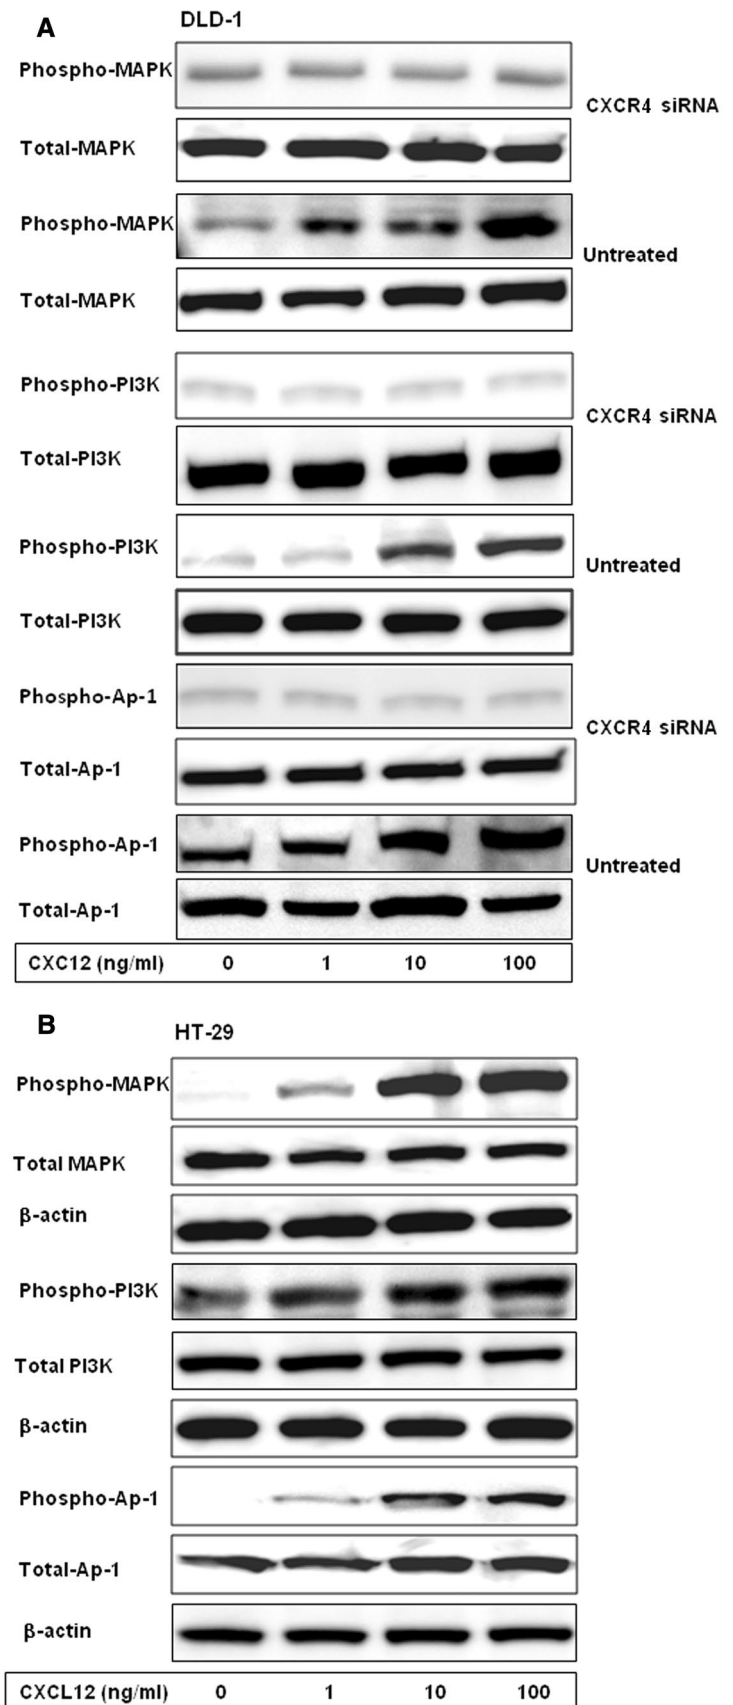 A
DLD-1
Phospho-MAPK
CXCR4 siRNA
Total-MAPK
Phospho-MAPK
Untreated
Total-MAPK
Phospho-PI3K
CXCR4 siRNA
Total-PI3K
Phospho-PI3K
Untreated
Total-PI3K
Phospho-Ap-1
CXCR4 siRNA
Total-Ap-1
Phospho-Ap-1
Untreated
Total-Ap-1
CXC12 (ng/ml) 0 1 10 100
B
HT-29
Phospho-MAPK
Total MAPK
β-actin
Phospho-PI3K
Total PI3K
β-actin
Phospho-Ap-1
Total-Ap-1
β-actin
CXCL12 (ng/ml) 0 1 10 100